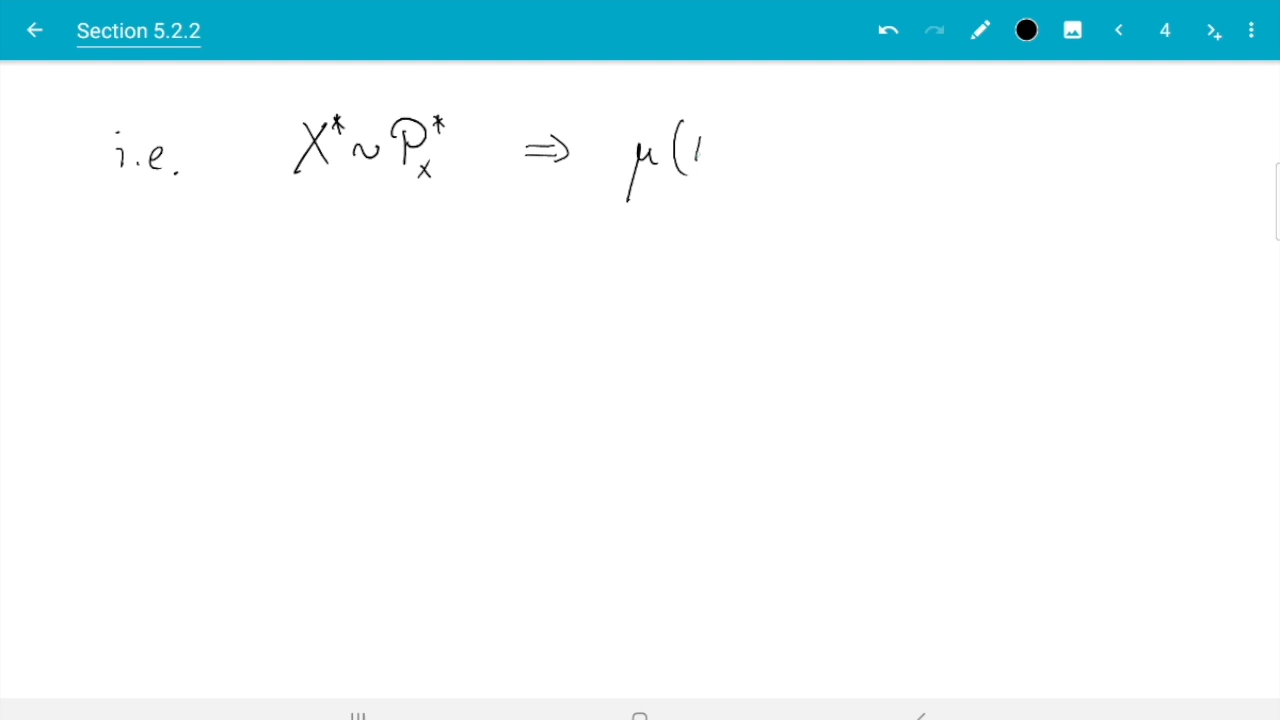 Section 5.2.2
4
i.e. X* ~ P*ₓ ⇒ μ(